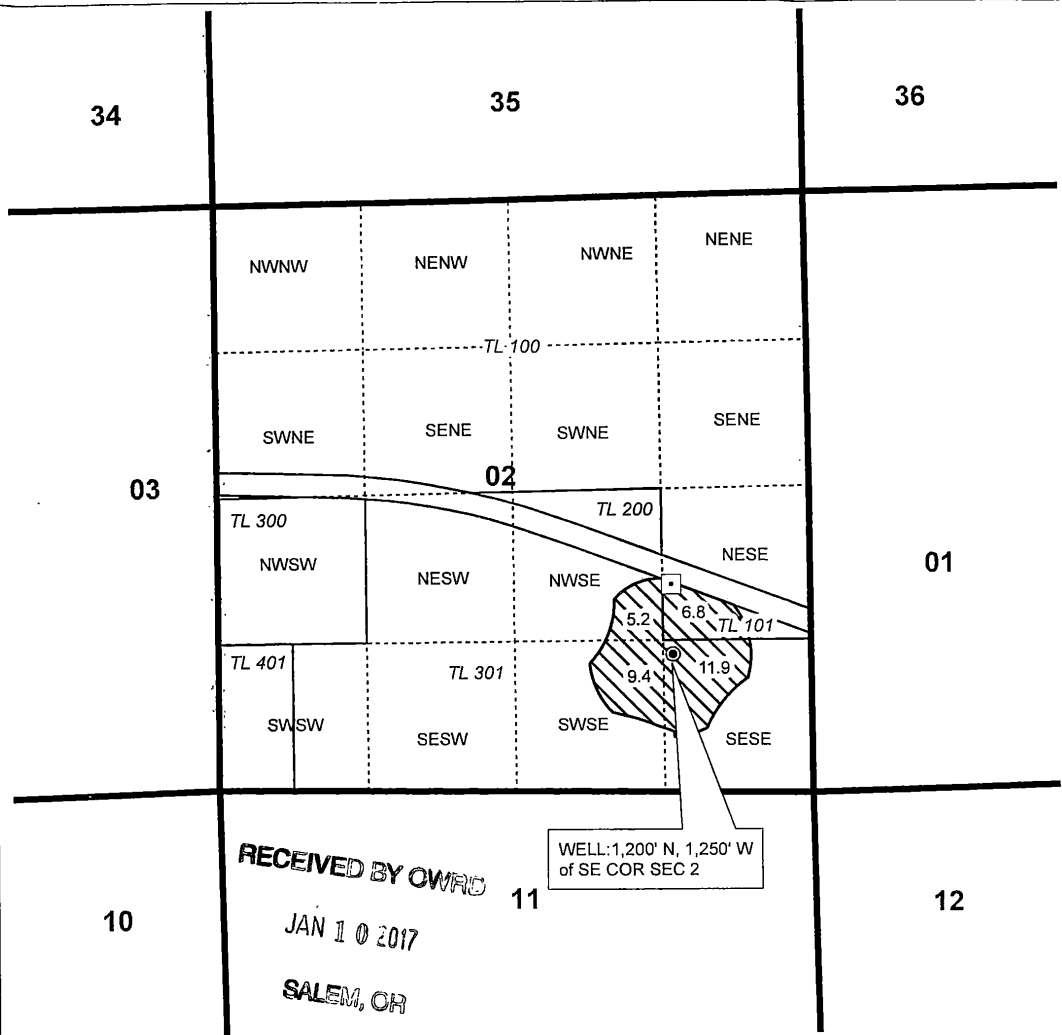 34
35
36
NWNW
NENW
NWNE
NENE
TL 100
SWNE
SENE
SWNE
SENE
03
02
01
TL 300
TL 200
NWSW
NESW
NWSE
NESE
5.2
6.8
TL 101
TL 401
TL 301
9.4
11.9
SWSW
SESW
SWSE
SESE
WELL:1,200' N, 1,250' W
of SE COR SEC 2
RECEIVED BY OWRD
JAN 10 2017
SALEM, OR
10
11
12